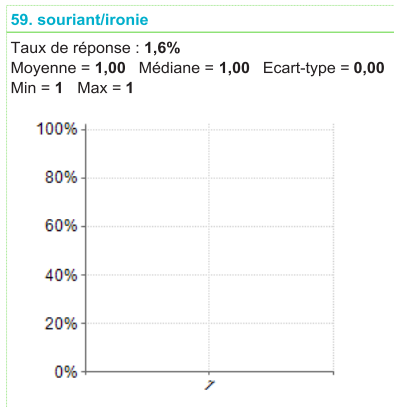 59. souriant/ironie
Taux de réponse : 1,6%
Moyenne = 1,00 Médiane = 1,00 Ecart-type = 0,00
Min = 1 Max = 1
100%
80%
60%
40%
20%
0%
1